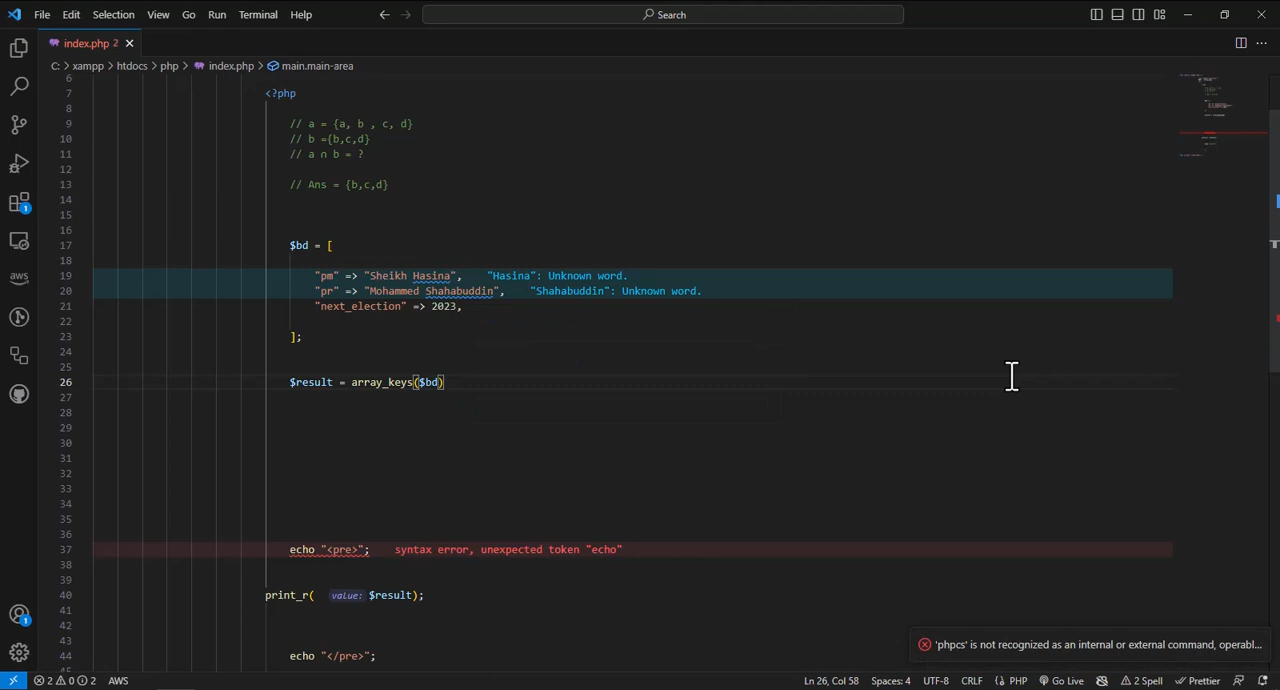 File Edit Selection View Go Run Terminal Help
Search
index.php 2
C: > xampp > htdocs > php > index.php > main.main-area
6
7 <?php
8
9 // a = {a, b , c, d}
10 // b ={b,c,d}
11 // a ∩ b = ?
12
13 // Ans = {b,c,d}
14
15
16
17 $bd = [
18
19 "pm" => "Sheikh Hasina", "Hasina": Unknown word.
20 "pr" => "Mohammed Shahabuddin", "Shahabuddin": Unknown word.
21 "next_election" => 2023,
22
23 ];
24
25
26 $result = array_keys($bd)
27
28
29
30
31
32
33
34
35
36
37 echo "<pre>"; syntax error, unexpected token "echo"
38
39
40 print_r( value: $result);
41
42
43
44 echo "</pre>";
45
aws
1
1
'phpcs' is not recognized as an internal or external command, operabl...
2 0 2 AWS Ln 26, Col 58 Spaces: 4 UTF-8 CRLF {} PHP Go Live 2 Spell Prettier